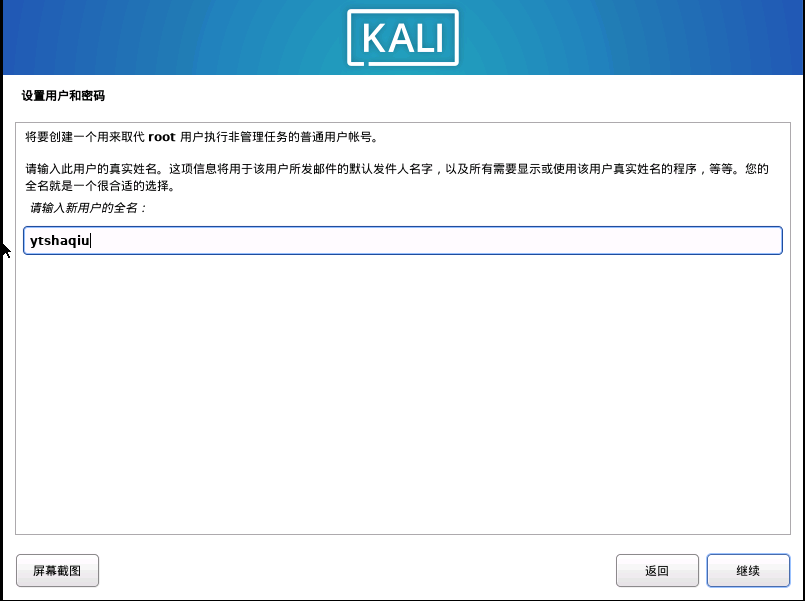 KALI
设置用户和密码
将要创建一个用来取代 root 用户执行非管理任务的普通用户帐号。
请输入此用户的真实姓名。这项信息将用于该用户所发邮件的默认发件人名字，以及所有需要显示或使用该用户真实姓名的程序，等等。您的
全名就是一个很合适的选择。
请输入新用户的全名：
ytshaqiu
屏幕截图
返回
继续